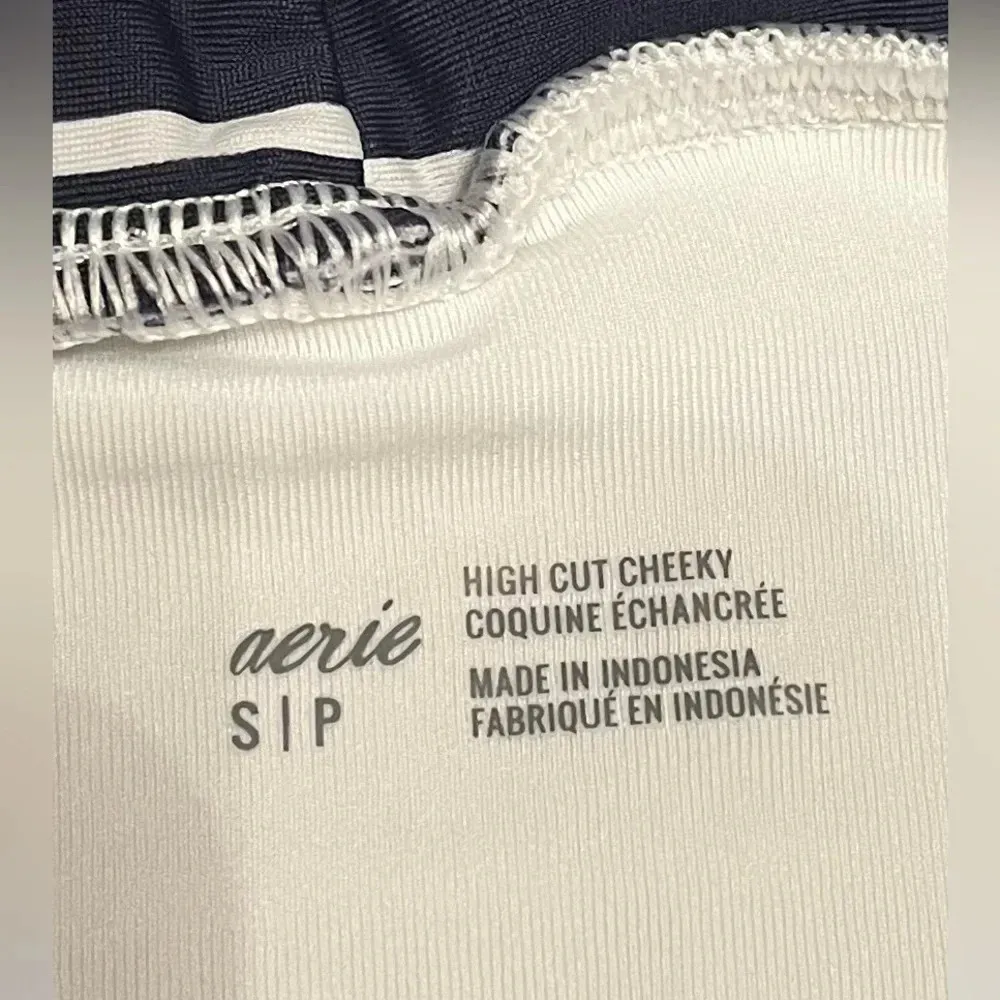 aerie
S | P
HIGH CUT CHEEKY
COQUINE ÉCHANCRÉE
MADE IN INDONESIA
FABRIQUÉ EN INDONÉSIE